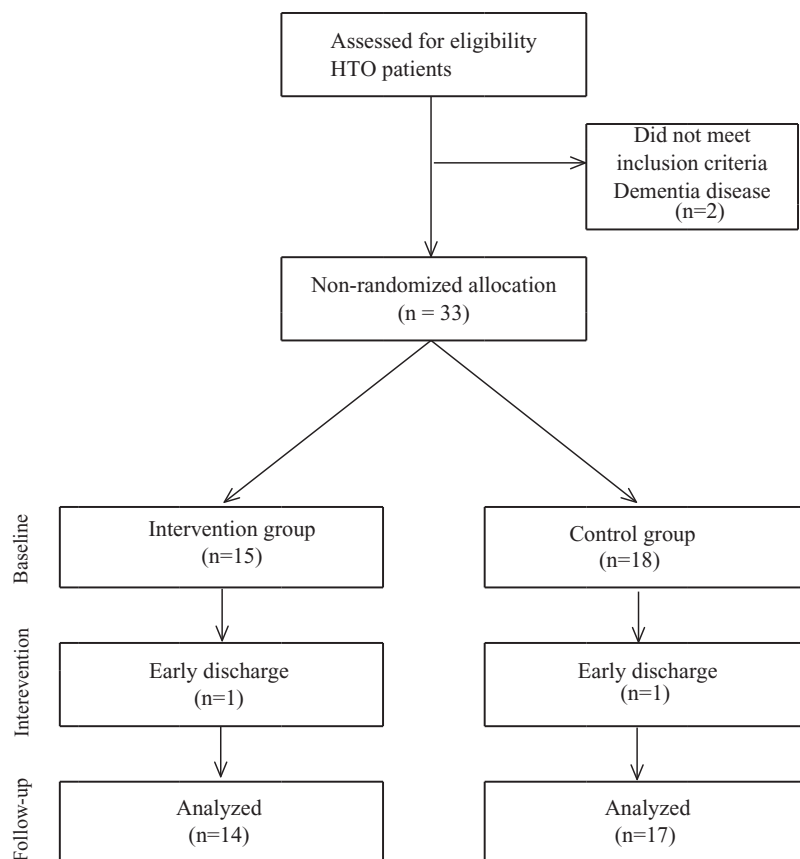 Assessed for eligibility
HTO patients
Did not meet
inclusion criteria
Dementia disease
(n=2)
Non-randomized allocation
(n = 33)
Baseline
Intervention group
(n=15)
Control group
(n=18)
Interevention
Early discharge
(n=1)
Early discharge
(n=1)
Follow-up
Analyzed
(n=14)
Analyzed
(n=17)